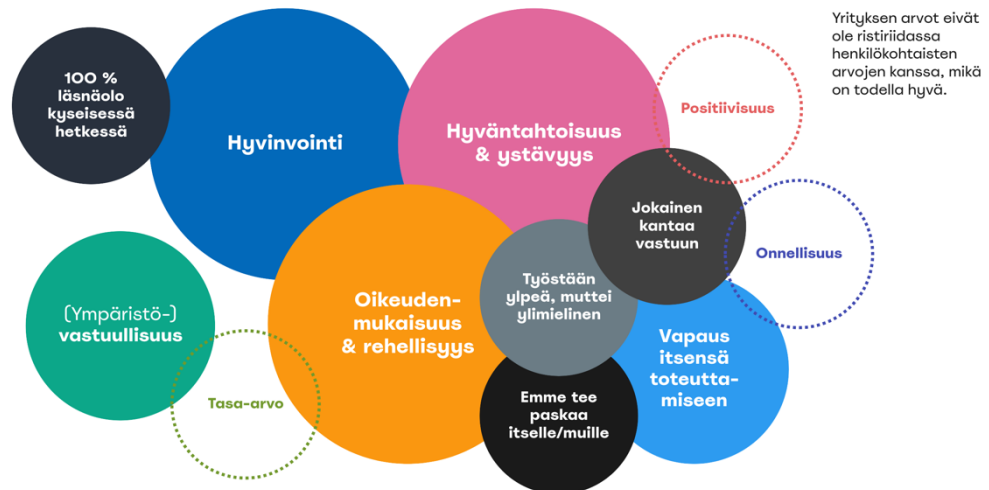 100 %
läsnäolo
kyseisessä
hetkessä
Hyvinvointi
Hyväntahtoisuus
& ystävyys
Positiivisuus
Yrityksen arvot eivät
ole ristiriidassa
henkilökohtaisten
arvojen kanssa, mikä
on todella hyvä.
Jokainen
kantaa
vastuun
Onnellisuus
(Ympäristö-)
vastuullisuus
Oikeuden-
mukaisuus
& rehellisyys
Työstään
ylpeä, muttei
ylimielinen
Vapaus
itsensä
toteutta-
miseen
Tasa-arvo
Emme tee
paskaa
itselle/muille